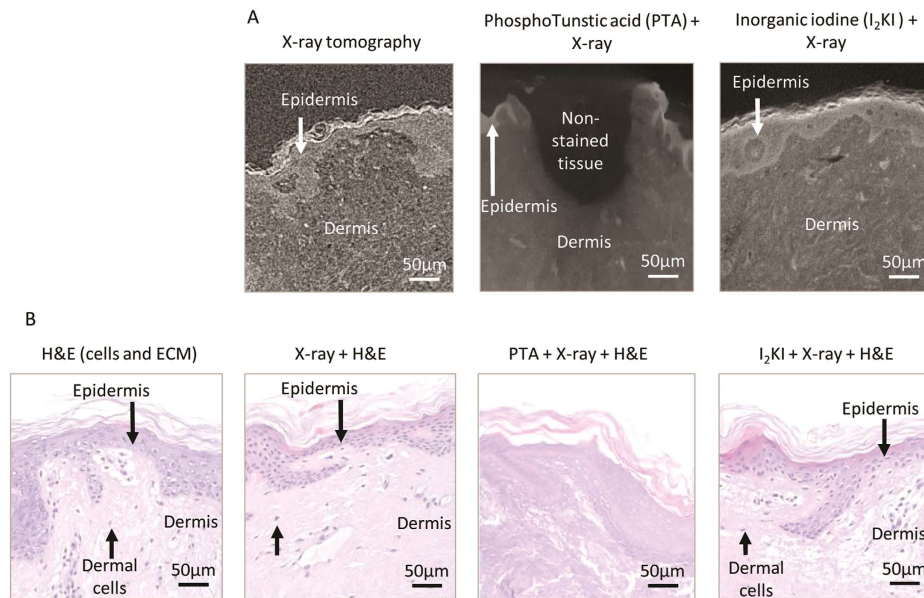 A
X-ray tomography
PhosphoTunstic acid (PTA) +
X-ray
Inorganic iodine (I₂KI) +
X-ray
Epidermis
Dermis
50µm
Non-
stained
tissue
Epidermis
Dermis
50µm
Epidermis
Dermis
50µm
B
H&E (cells and ECM)
X-ray + H&E
PTA + X-ray + H&E
I₂KI + X-ray + H&E
Epidermis
Dermis
Dermal
cells
50µm
Epidermis
Dermis
50µm
50µm
Epidermis
Dermis
Dermal
cells
50µm